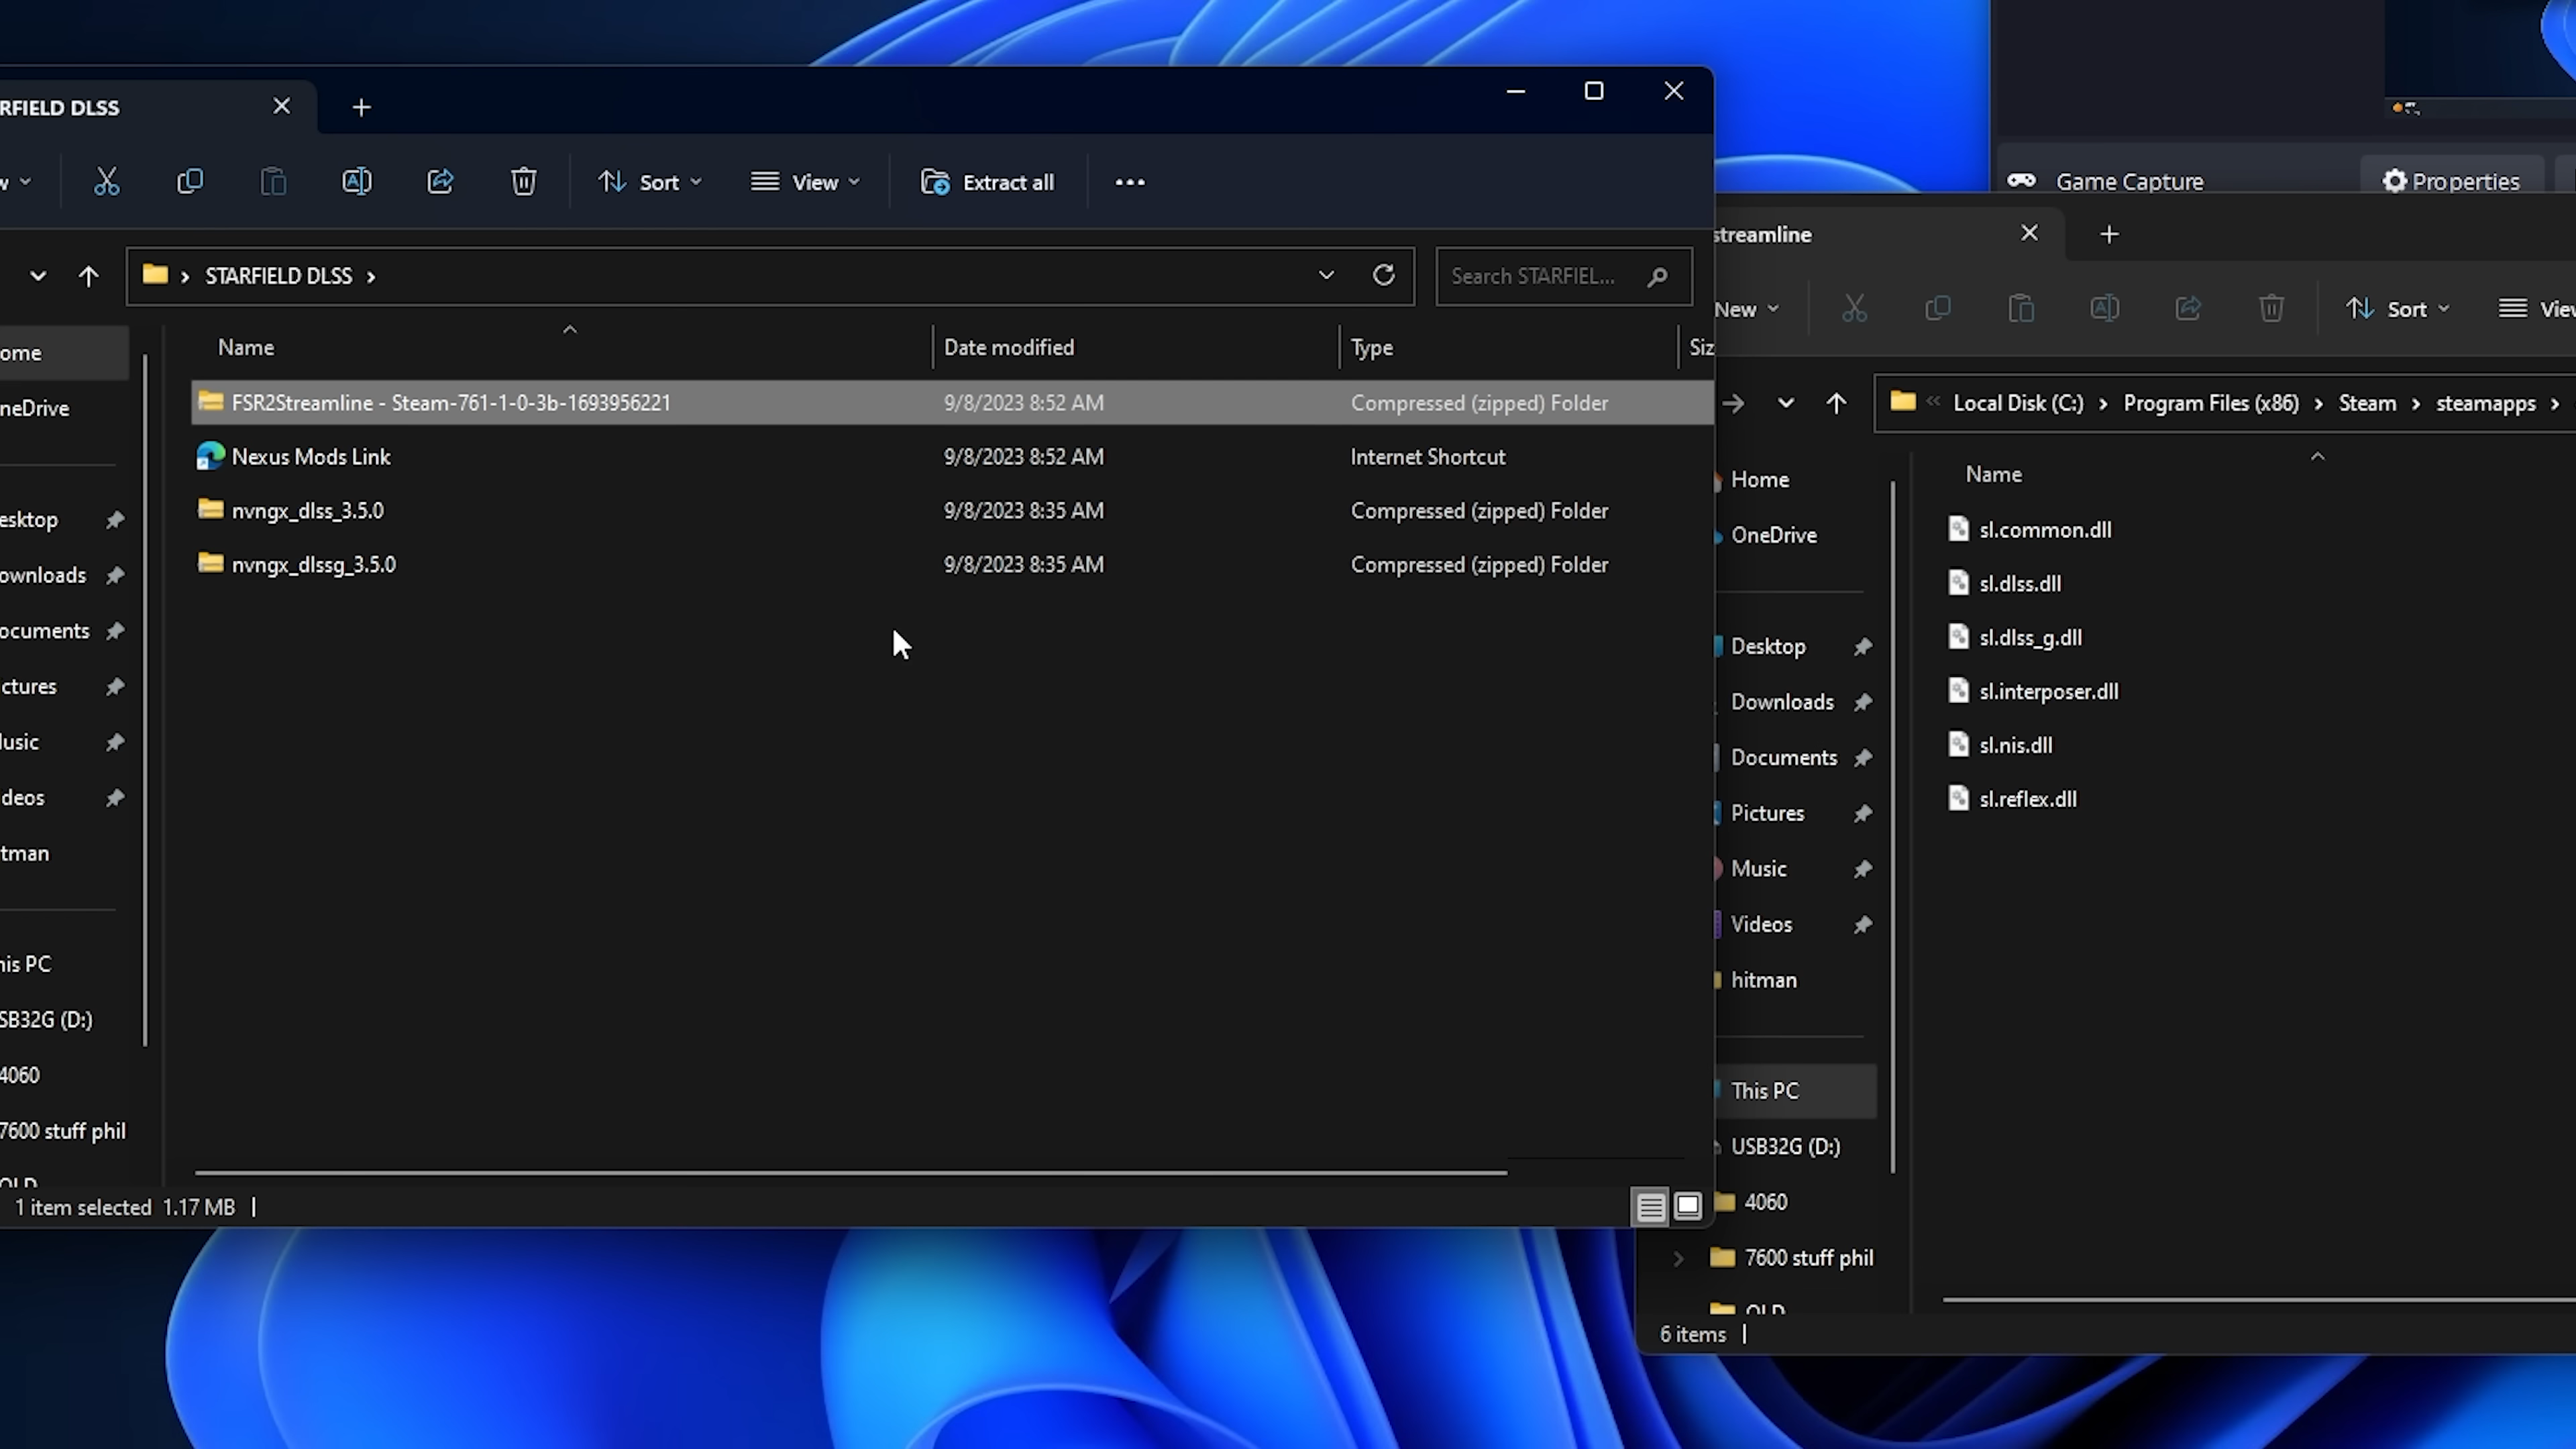 RFIELD DLSS
Sort
View
Extract all
STARFIELD DLSS
Search STARFIEL...
Name
Date modified
Type
Siz
ome
neDrive
esktop
ownloads
ocuments
ctures
usic
deos
tman
his PC
SB32G (D:)
4060
7600 stuff phil
OLD
FSR2Streamline - Steam-761-1-0-3b-1693956221
9/8/2023 8:52 AM
Compressed (zipped) Folder
Nexus Mods Link
9/8/2023 8:52 AM
Internet Shortcut
nvngx_dlss_3.5.0
9/8/2023 8:35 AM
Compressed (zipped) Folder
nvngx_dlssg_3.5.0
9/8/2023 8:35 AM
Compressed (zipped) Folder
1 item selected 1.17 MB
Game Capture
Properties
streamline
New
Sort
View
Local Disk (C:) › Program Files (x86) › Steam › steamapps ›
Home
OneDrive
Desktop
Downloads
Documents
Pictures
Music
Videos
hitman
This PC
USB32G (D:)
4060
7600 stuff phil
OLD
Name
sl.common.dll
sl.dlss.dll
sl.dlss_g.dll
sl.interposer.dll
sl.nis.dll
sl.reflex.dll
6 items